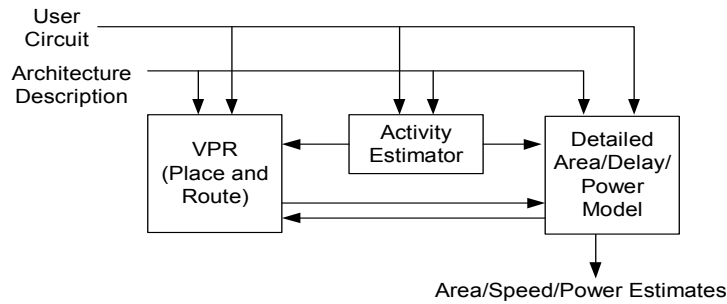 User
Circuit
Architecture
Description
VPR
(Place and
Route)
Activity
Estimator
Detailed
Area/Delay/
Power
Model
Area/Speed/Power Estimates